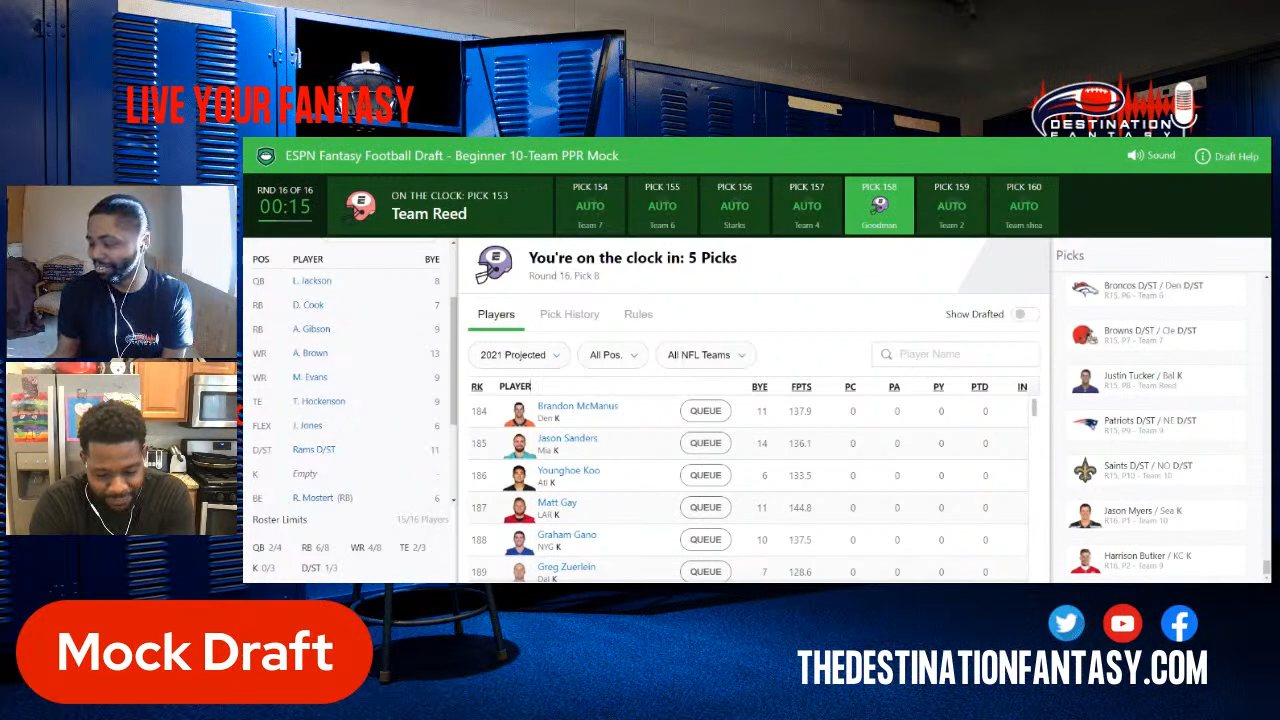 LIVE YOUR FANTASY
DESTINATION
FANTASY
ESPN Fantasy Football Draft - Beginner 10-Team PPR Mock
Sound
Draft Help
RND 16 OF 16
00:15
ON THE CLOCK: PICK 153
Team Reed
PICK 154
AUTO
Team 7
PICK 155
AUTO
Team 6
PICK 156
AUTO
Starks
PICK 157
AUTO
Team 4
PICK 158
Goodman
PICK 159
AUTO
Team 2
PICK 160
AUTO
Team shea
POS PLAYER BYE
QB L. Jackson 8
RB D. Cook 7
RB A. Gibson 9
WR A. Brown 13
WR M. Evans 9
TE T. Hockenson 9
FLEX J. Jones 6
D/ST Rams D/ST 11
K Empty -
BE R. Mostert (RB) 6
Roster Limits 15/16 Players
QB 2/4 RB 6/8 WR 4/8 TE 2/3
K 0/3 D/ST 1/3
You're on the clock in: 5 Picks
Round 16, Pick 8
Players Pick History Rules
Show Drafted
2021 Projected All Pos. All NFL Teams
Player Name
RK PLAYER BYE FPTS PC PA PY PTD IN
184 Brandon McManus QUEUE 11 137.9 0 0 0 0
Den K
185 Jason Sanders QUEUE 14 136.1 0 0 0 0
Mia K
186 Younghoe Koo QUEUE 6 133.5 0 0 0 0
Atl K
187 Matt Gay QUEUE 11 144.8 0 0 0 0
LAR K
188 Graham Gano QUEUE 10 137.5 0 0 0 0
NYG K
189 Greg Zuerlein QUEUE 7 128.6 0 0 0 0
Dal K
Picks
Broncos D/ST / Den D/ST
R15, P6 - Team 6
Browns D/ST / Cle D/ST
R15, P7 - Team 7
Justin Tucker / Bal K
R15, P8 - Team Reed
Patriots D/ST / NE D/ST
R15, P9 - Team 9
Saints D/ST / NO D/ST
R15, P10 - Team 10
Jason Myers / Sea K
R16, P1 - Team 10
Harrison Butker / KC K
R16, P2 - Team 9
Mock Draft
THEDESTINATIONFANTASY.COM